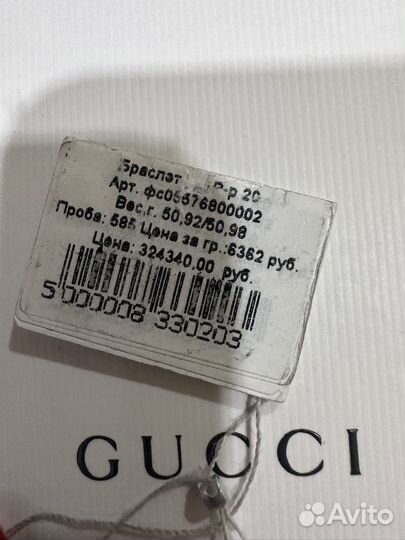 Браслет Р-р 20
Арт. фс05676800002
Вес,г. 50,92/50,98
Проба: 585 Цена за гр.:6362 руб.
Цена: 324340,00 руб.
5 000008 330203
GUCCI
Avito